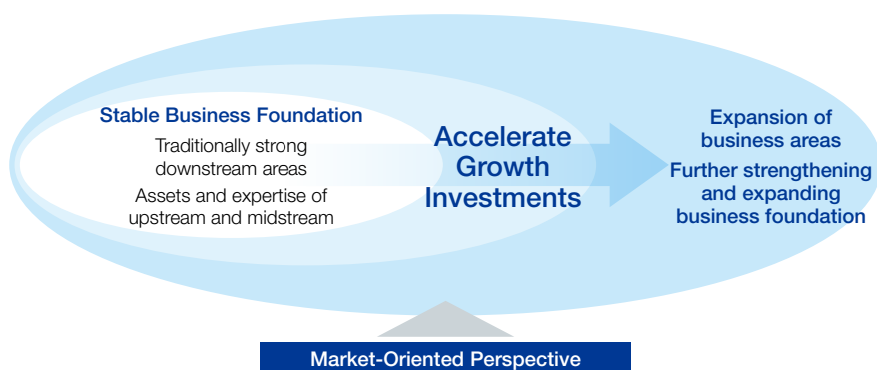 Stable Business Foundation
Traditionally strong
downstream areas
Assets and expertise of
upstream and midstream
Accelerate
Growth
Investments
Expansion of
business areas
Further strengthening
and expanding
business foundation
Market-Oriented Perspective